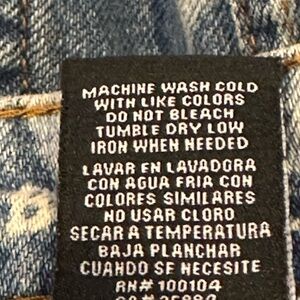 MACHINE WASH COLD
WITH LIKE COLORS
DO NOT BLEACH
TUMBLE DRY LOW
IRON WHEN NEEDED
LAVAR EN LAVADORA
CON AGUA FRIA CON
COLORES SIMILARES
NO USAR CLORO
SECAR A TEMPERATURA
BAJA PLANCHAR
CUANDO SE NECESITE
RN# 100104